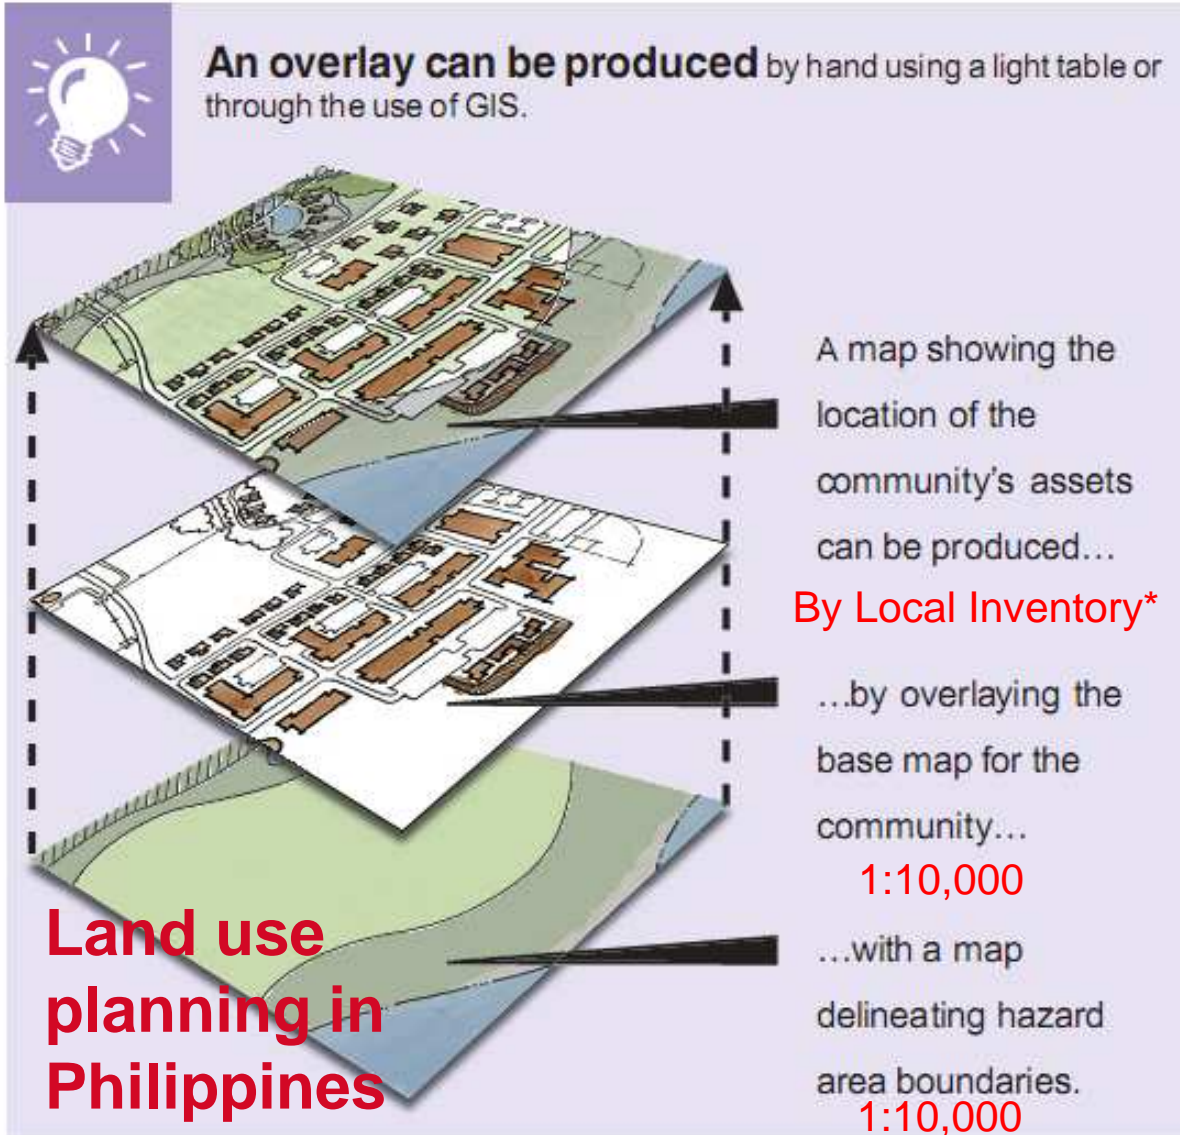 An overlay can be produced by hand using a light table or
through the use of GIS.
A map showing the
location of the
community's assets
can be produced…
By Local Inventory*
…by overlaying the
base map for the
community…
1:10,000
…with a map
delineating hazard
area boundaries.
1:10,000
Land use
planning in
Philippines